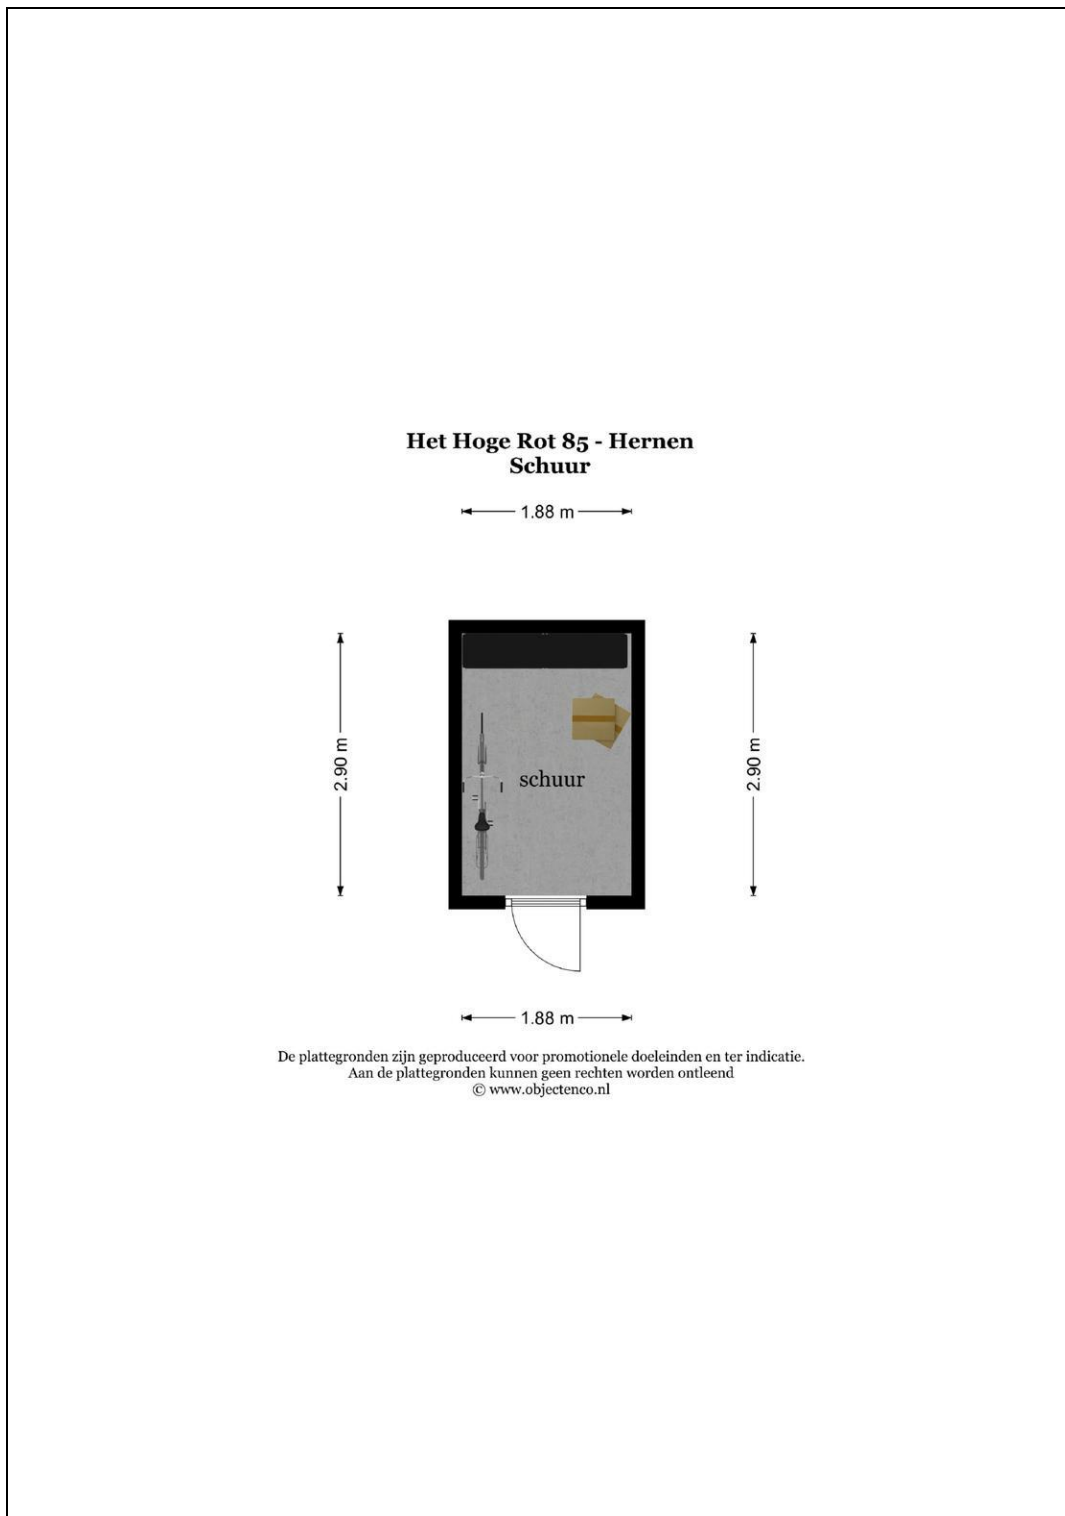 Het Hoge Rot 85 - Hernen
Schuur
1.88 m
2.90 m
2.90 m
schuur
1.88 m
De plattegronden zijn geproduceerd voor promotionele doeleinden en ter indicatie.
Aan de plattegronden kunnen geen rechten worden ontleend
© www.objectenco.nl